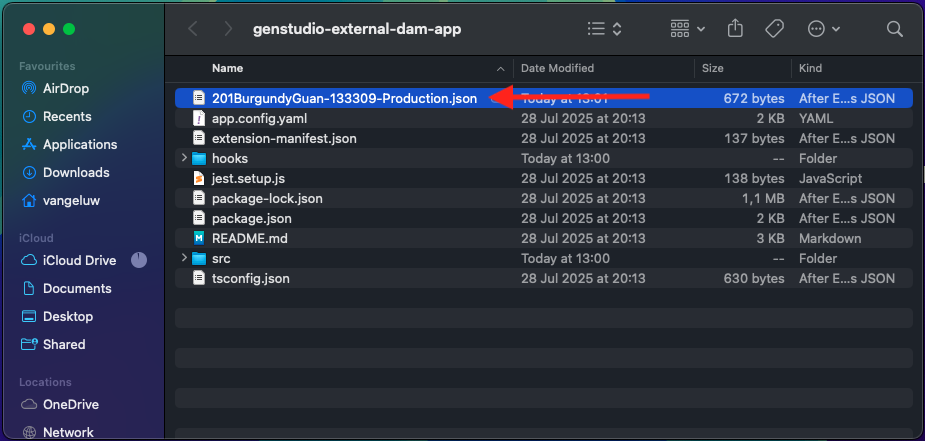 genstudio-external-dam-app
Favourites
AirDrop
Recents
Applications
Downloads
vangeluw
iCloud
iCloud Drive
Documents
Desktop
Shared
Locations
OneDrive
Network
Name Date Modified Size Kind
201BurgundyGuan-133309-Production.json Today at 13:01 672 bytes After E...s JSON
app.config.yaml 28 Jul 2025 at 20:13 2 KB YAML
extension-manifest.json 28 Jul 2025 at 20:13 137 bytes After E...s JSON
hooks Today at 13:00 -- Folder
jest.setup.js 28 Jul 2025 at 20:13 138 bytes JavaScript
package-lock.json 28 Jul 2025 at 20:13 1,1 MB After E...s JSON
package.json 28 Jul 2025 at 20:13 2 KB After E...s JSON
README.md 28 Jul 2025 at 20:13 3 KB Markdown
src Today at 13:00 -- Folder
tsconfig.json 28 Jul 2025 at 20:13 630 bytes After E...s JSON